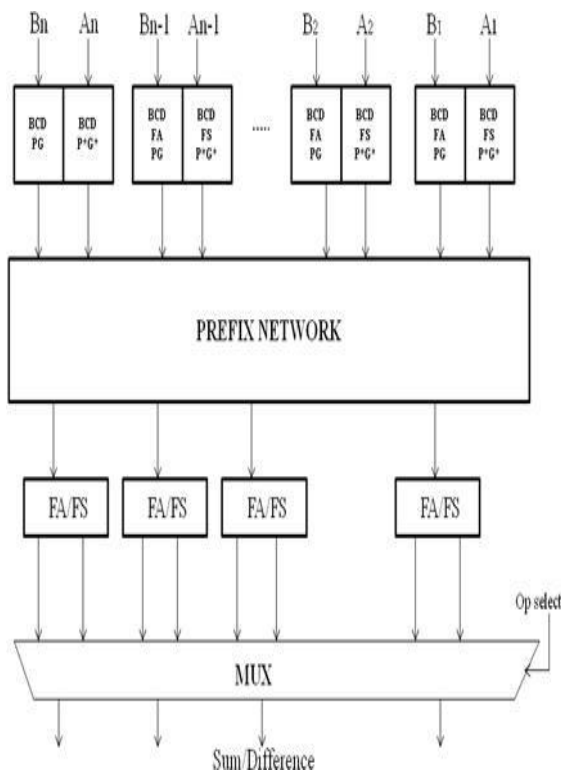 Bn An Bn-1 An-1 B2 A2 B1 A1
BCD PG
BCD P*G*
BCD FA PG
BCD FS P*G*
.....
BCD FA PG
BCD FS P*G*
BCD FA PG
BCD FS P*G*
PREFIX NETWORK
FA/FS FA/FS FA/FS FA/FS
Op select
MUX
Sum/Difference